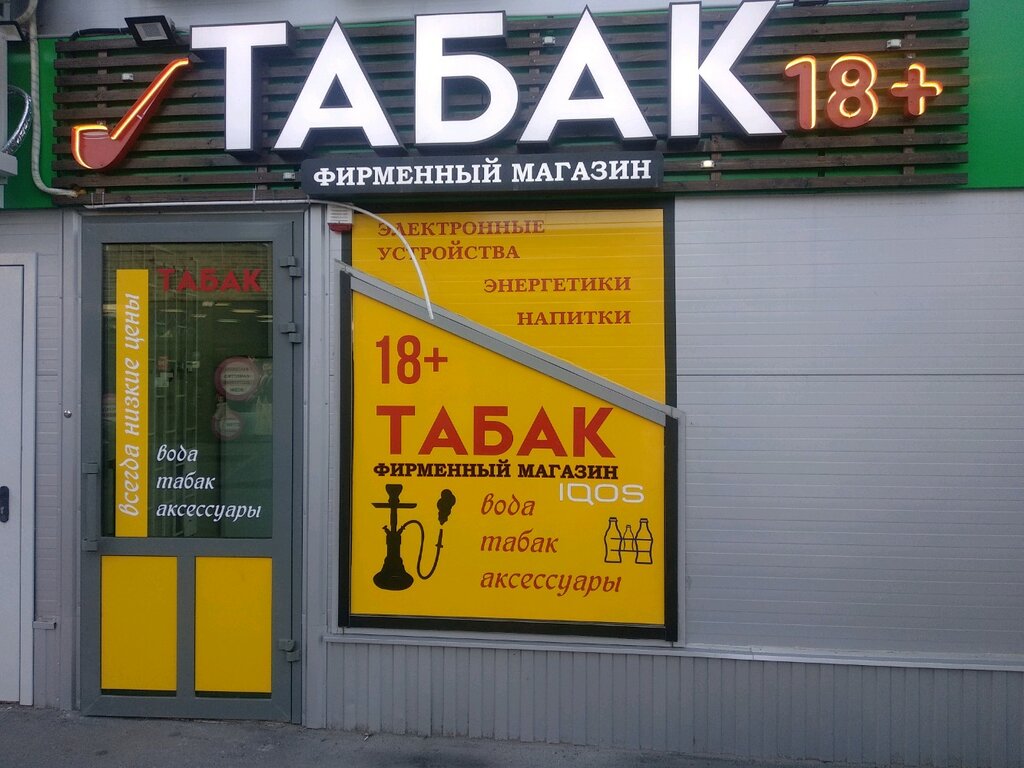 ТАБАК 18+
ФИРМЕННЫЙ МАГАЗИН
ТАБАК
всегда низкие цены
вода
табак
аксессуары
ЭЛЕКТРОННЫЕ
УСТРОЙСТВА
ЭНЕРГЕТИКИ
НАПИТКИ
18+
ТАБАК
ФИРМЕННЫЙ МАГАЗИН
IQOS
вода
табак
аксессуары